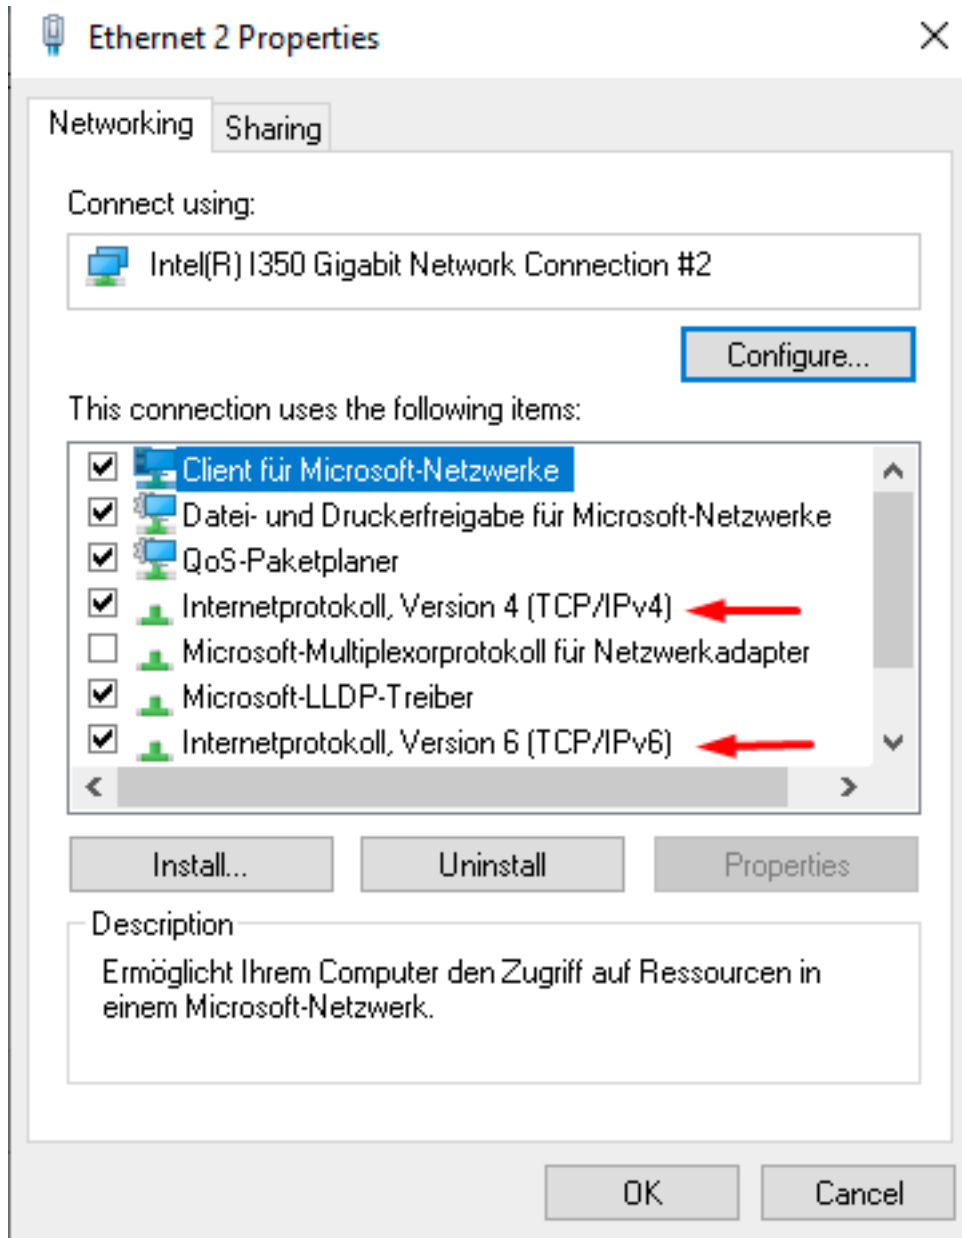 Ethernet 2 Properties
Networking
Sharing
Connect using:
Intel(R) I350 Gigabit Network Connection #2
Configure...
This connection uses the following items:
Client für Microsoft-Netzwerke
Datei- und Druckerfreigabe für Microsoft-Netzwerke
QoS-Paketplaner
Internetprotokoll, Version 4 (TCP/IPv4)
Microsoft-Multiplexorprotokoll für Netzwerkadapter
Microsoft-LLDP-Treiber
Internetprotokoll, Version 6 (TCP/IPv6)
Install...
Uninstall
Properties
Description
Ermöglicht Ihrem Computer den Zugriff auf Ressourcen in
einem Microsoft-Netzwerk.
OK
Cancel